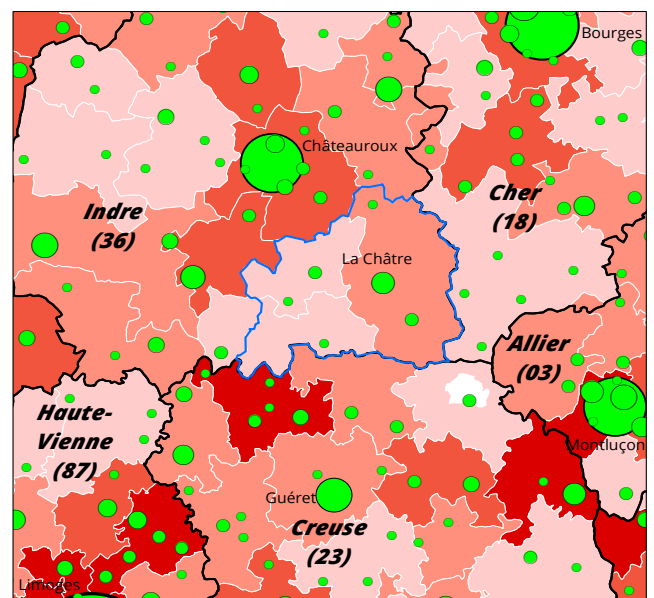 Bourges
Châteauroux
Cher
(18)
Indre
(36)
La Châtre
Allier
(03)
Haute-
Vienne
(87)
Montluçon
Guéret
Creuse
(23)
Limoges